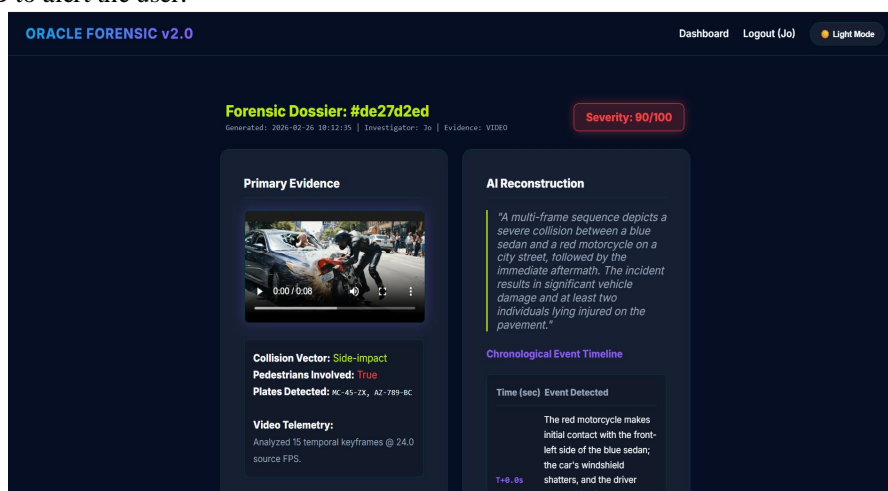 to alert the user.
ORACLE FORENSIC v2.0
Dashboard Logout (Jo) Light Mode
Forensic Dossier: #de27d2ed
Generated: 2026-02-26 10:12:35 | Investigator: Jo | Evidence: VIDEO
Severity: 90/100
Primary Evidence
0:00 / 0:08
Collision Vector: Side-impact
Pedestrians Involved: True
Plates Detected: MC-45-ZX, AZ-789-BC
Video Telemetry:
Analyzed 15 temporal keyframes @ 24.0
source FPS.
AI Reconstruction
"A multi-frame sequence depicts a
severe collision between a blue
sedan and a red motorcycle on a
city street, followed by the
immediate aftermath. The incident
results in significant vehicle
damage and at least two
individuals lying injured on the
pavement."
Chronological Event Timeline
Time (sec) Event Detected
The red motorcycle makes
initial contact with the front-
left side of the blue sedan;
the car's windshield
T+0.0s shatters, and the driver